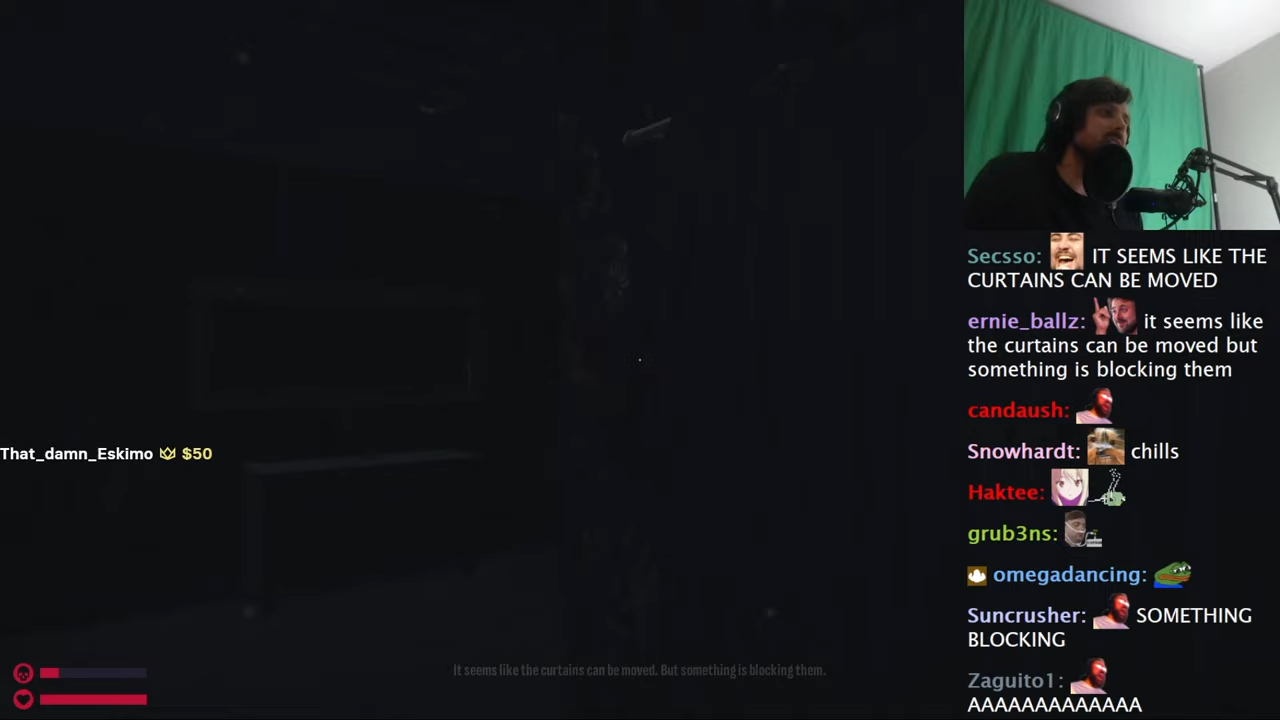 Secsso: IT SEEMS LIKE THE
CURTAINS CAN BE MOVED
ernie_ballz: it seems like
the curtains can be moved but
something is blocking them
candaush:
Snowhardt: chills
Haktee:
grub3ns:
omegadancing:
Suncrusher: SOMETHING
BLOCKING
Zaguito1:
AAAAAAAAAAAAA
That_damn_Eskimo $50
It seems like the curtains can be moved. But something is blocking them.